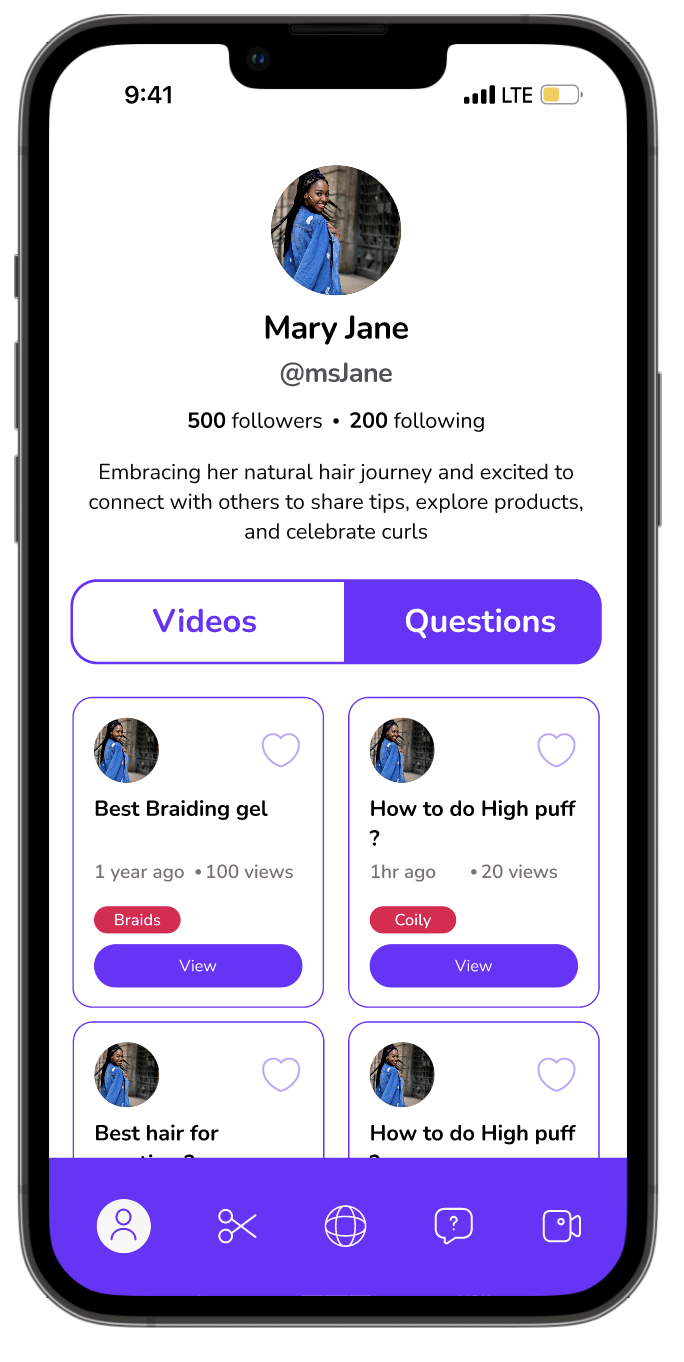 9:41 LTE
Mary Jane
@msJane
500 followers • 200 following
Embracing her natural hair journey and excited to
connect with others to share tips, explore products,
and celebrate curls
Videos Questions
Best Braiding gel
1 year ago • 100 views
Braids
View
How to do High puff
?
1hr ago • 20 views
Coily
View
Best hair for
How to do High puff
?
?